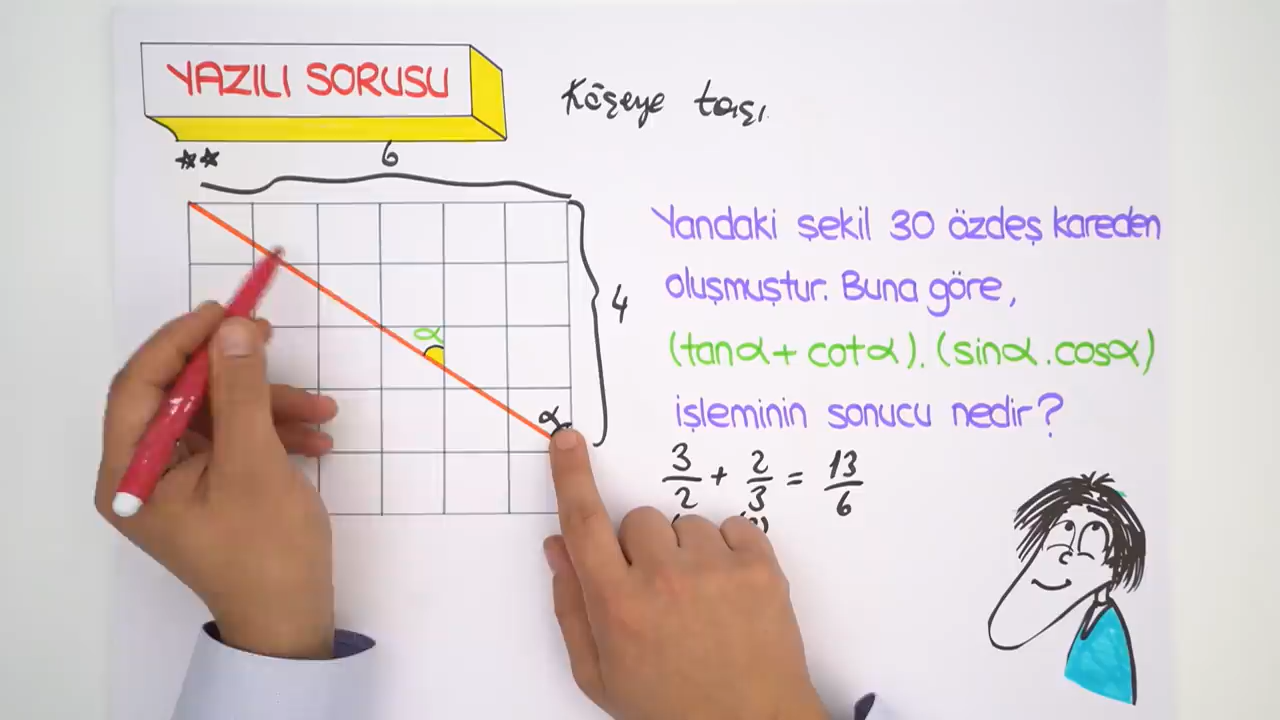 YAZILI SORUSU
Köşeye taşı
**
6
4
α
α
Yandaki şekil 30 özdeş kareden
oluşmuştur. Buna göre,
(tanα + cotα). (sinα.cosα)
işleminin sonucu nedir?
3/2 + 2/3 = 13/6